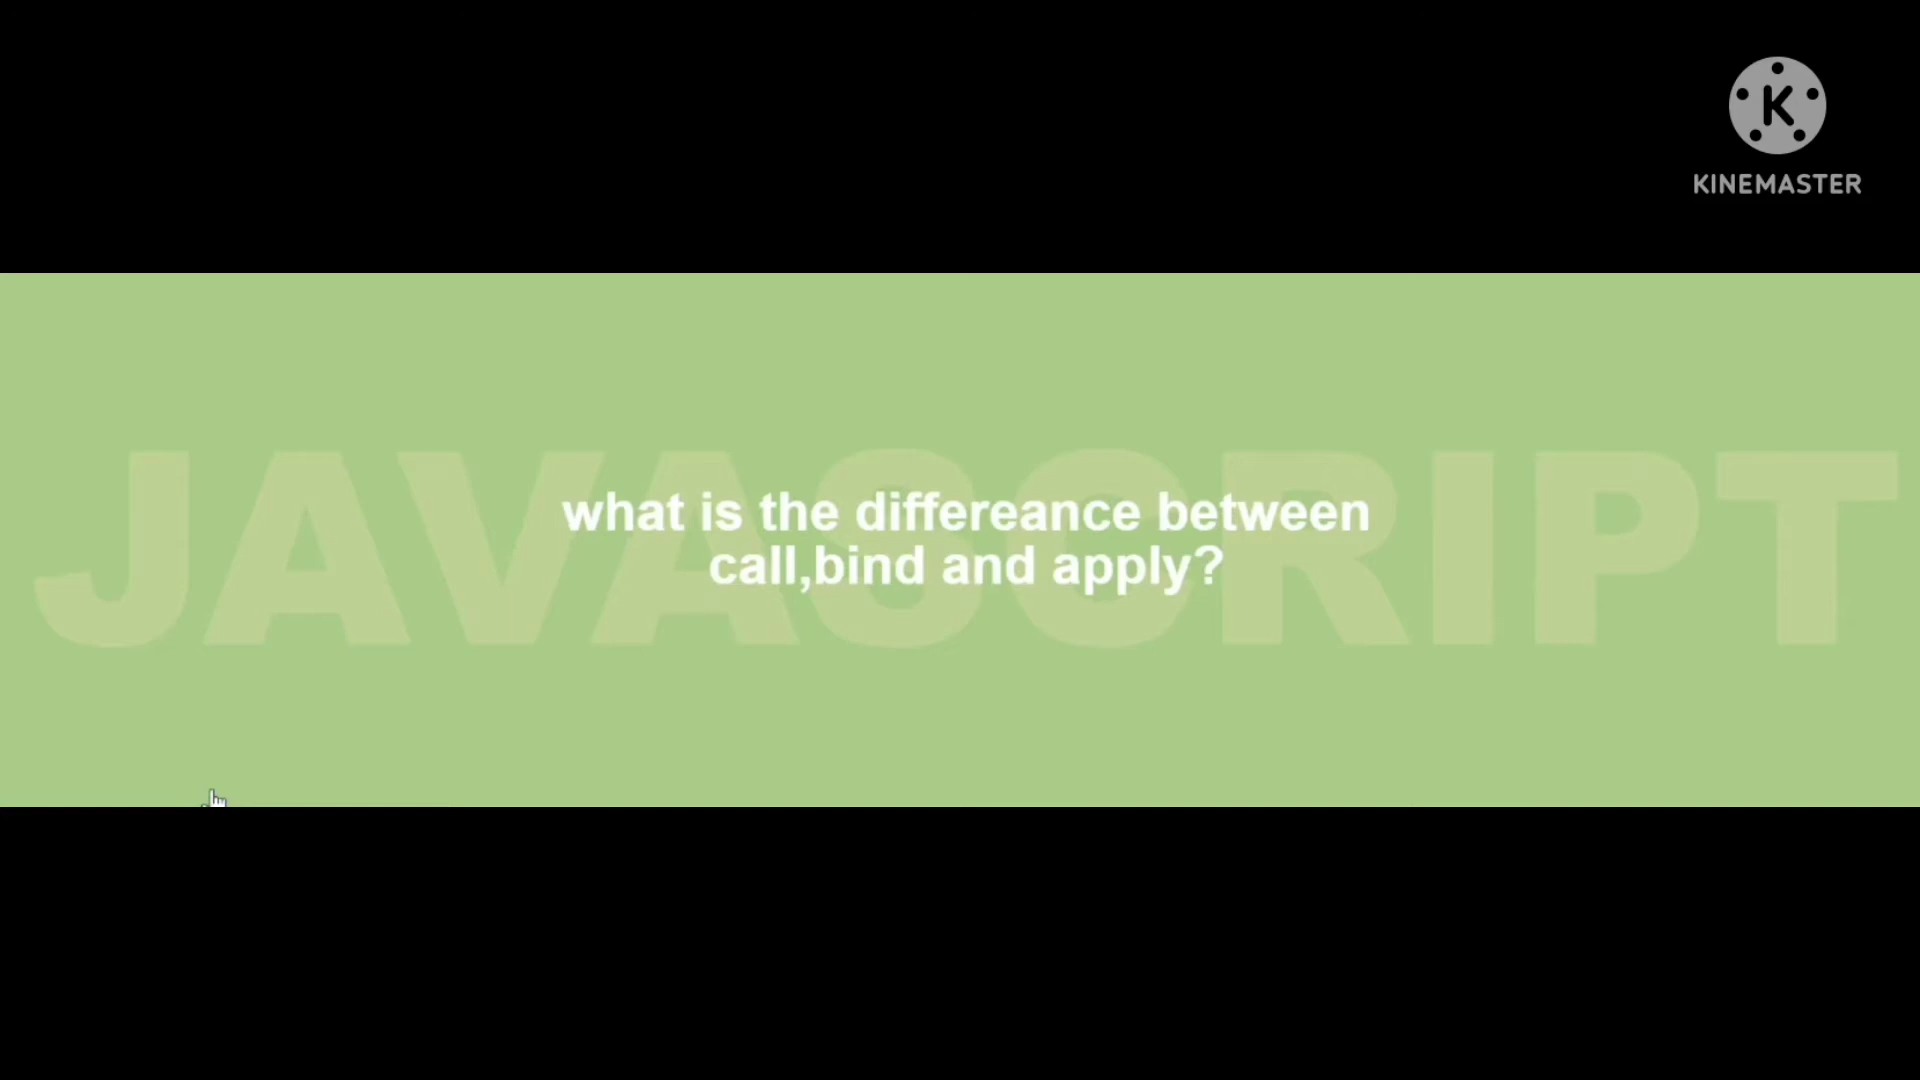 K
KINEMASTER
JAVASCRIPT
what is the differeance between
call,bind and apply?